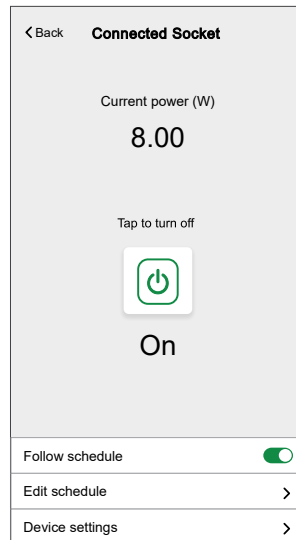 Back Connected Socket
Current power (W)
8.00
Tap to turn off
On
Follow schedule
Edit schedule
Device settings